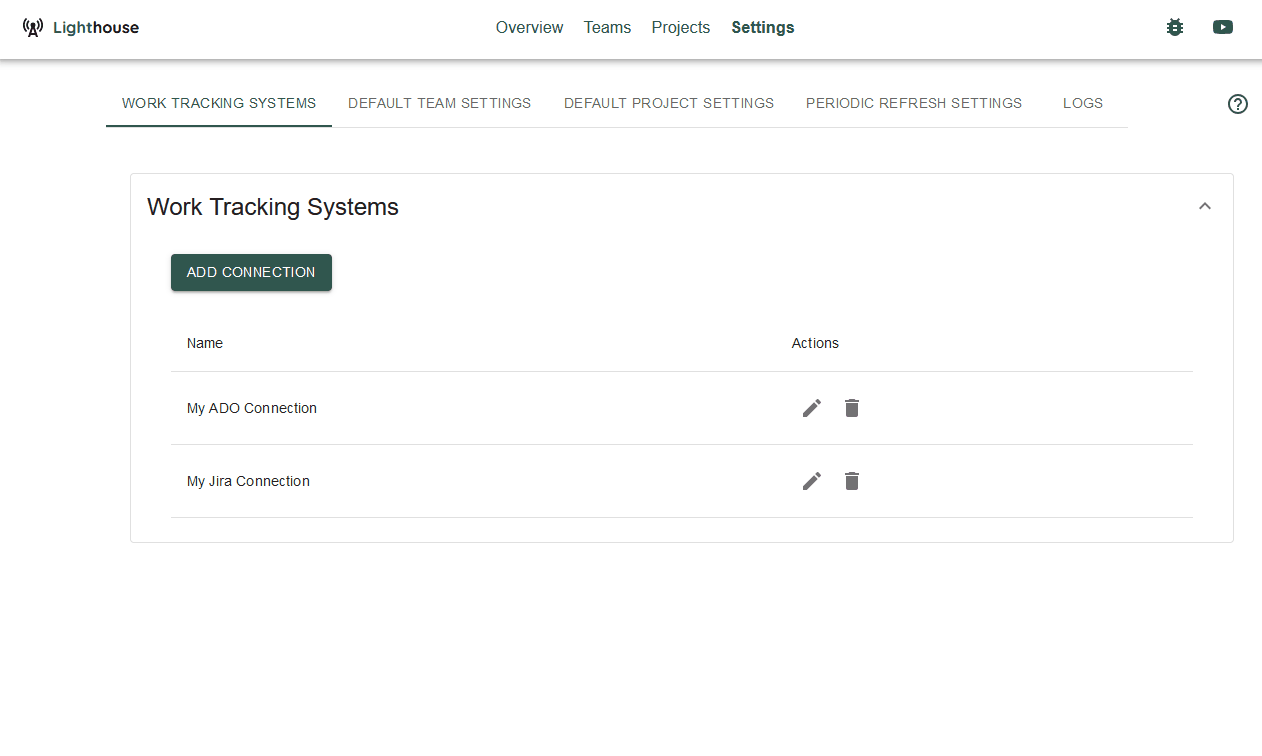 Lighthouse Overview Teams Projects Settings
WORK TRACKING SYSTEMS DEFAULT TEAM SETTINGS DEFAULT PROJECT SETTINGS PERIODIC REFRESH SETTINGS LOGS
Work Tracking Systems
ADD CONNECTION
Name Actions
My ADO Connection
My Jira Connection